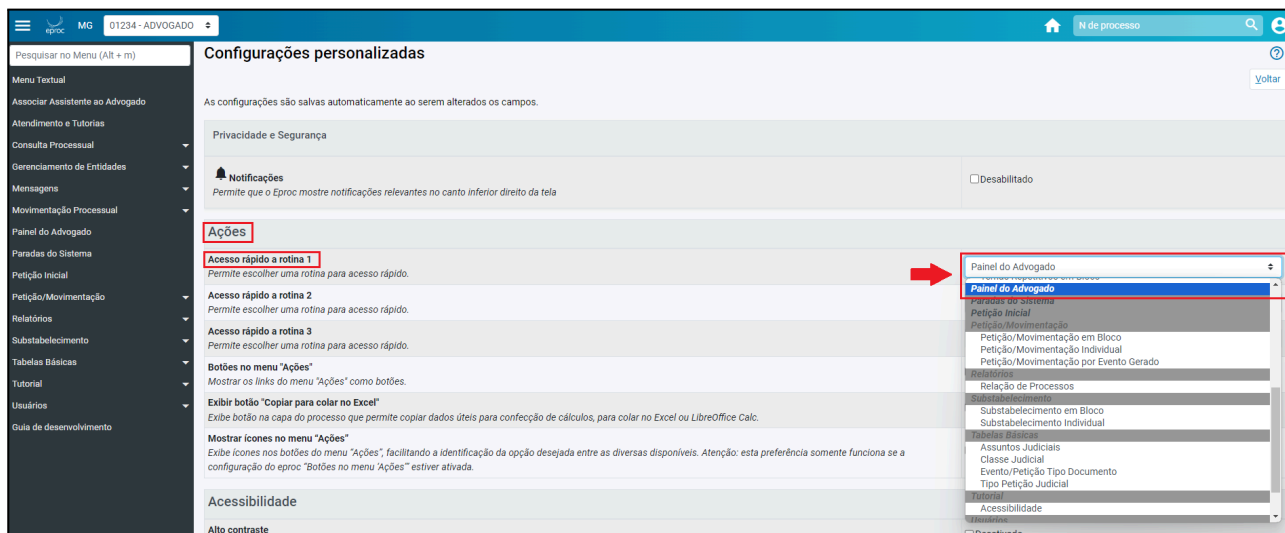 eproc
MG
01234 - ADVOGADO
N de processo
Pesquisar no Menu (Alt + m)
Menu Textual
Associar Assistente ao Advogado
Atendimento e Tutorias
Consulta Processual
Gerenciamento de Entidades
Mensagens
Movimentação Processual
Painel do Advogado
Paradas do Sistema
Petição Inicial
Petição/Movimentação
Relatórios
Substabelecimento
Tabelas Básicas
Tutorial
Usuários
Guia de desenvolvimento
Configurações personalizadas
Voltar
As configurações são salvas automaticamente ao serem alterados os campos.
Privacidade e Segurança
Notificações
Permite que o Eproc mostre notificações relevantes no canto inferior direito da tela
Desabilitado
Ações
Acesso rápido a rotina 1
Permite escolher uma rotina para acesso rápido.
Acesso rápido a rotina 2
Permite escolher uma rotina para acesso rápido.
Acesso rápido a rotina 3
Permite escolher uma rotina para acesso rápido.
Botões no menu "Ações"
Mostrar os links do menu "Ações" como botões.
Exibir botão "Copiar para colar no Excel"
Exibe botão na capa do processo que permite copiar dados úteis para confecção de cálculos, para colar no Excel ou LibreOffice Calc.
Mostrar ícones no menu "Ações"
Exibe ícones nos botões do menu "Ações", facilitando a identificação da opção desejada entre as diversas disponíveis. Atenção: esta preferência somente funciona se a
configuração do eproc "Botões no menu 'Ações'" estiver ativada.
Painel do Advogado
Painel do Advogado
Paradas do Sistema
Petição Inicial
Petição/Movimentação
Petição/Movimentação em Bloco
Petição/Movimentação Individual
Petição/Movimentação por Evento Gerado
Relatórios
Relação de Processos
Substabelecimento
Substabelecimento em Bloco
Substabelecimento Individual
Tabelas Básicas
Assuntos Judiciais
Classe Judicial
Evento/Petição Tipo Documento
Tipo Petição Judicial
Tutorial
Acessibilidade
Usuários
Acessibilidade
Alto contraste